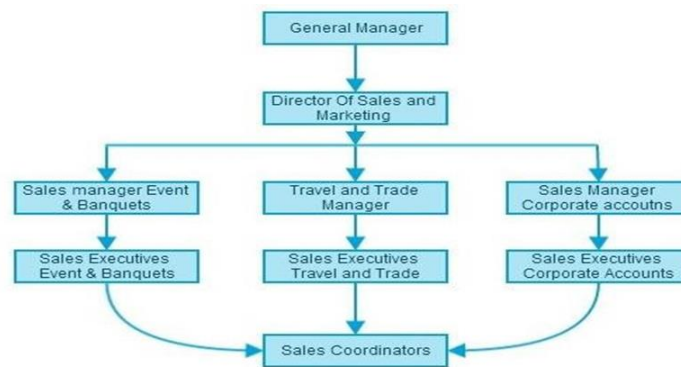 General Manager
Director Of Sales and
Marketing
Sales manager Event
& Banquets
Travel and Trade
Manager
Sales Manager
Corporate accoutns
Sales Executives
Event & Banquets
Sales Executives
Travel and Trade
Sales Executives
Corporate Accounts
Sales Coordinators